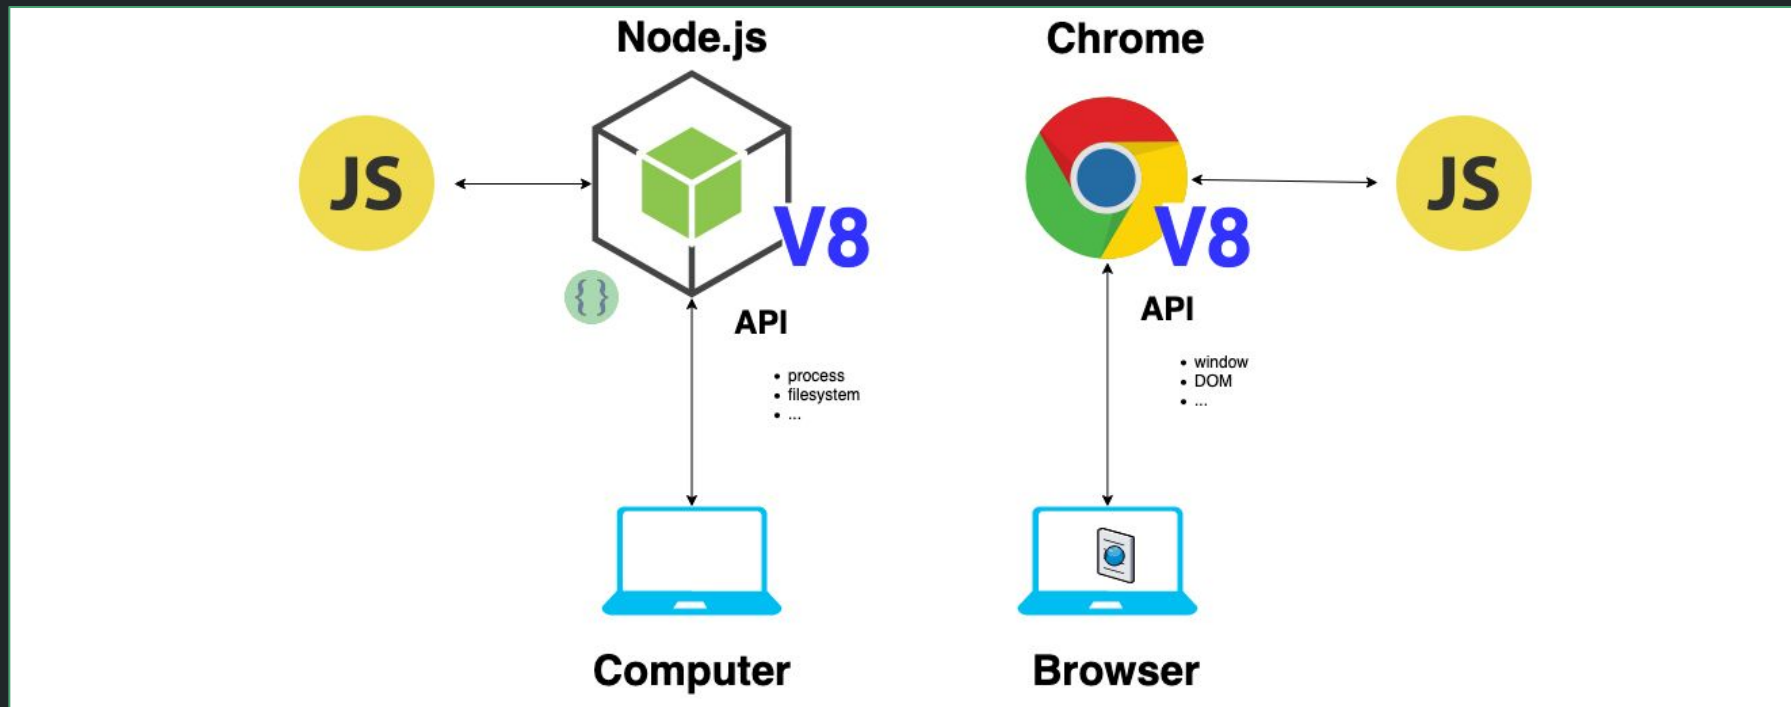 Node.js
Chrome
JS
V8
V8
JS
{}
API
• process
• filesystem
• ...
API
• window
• DOM
• ...
Computer
Browser